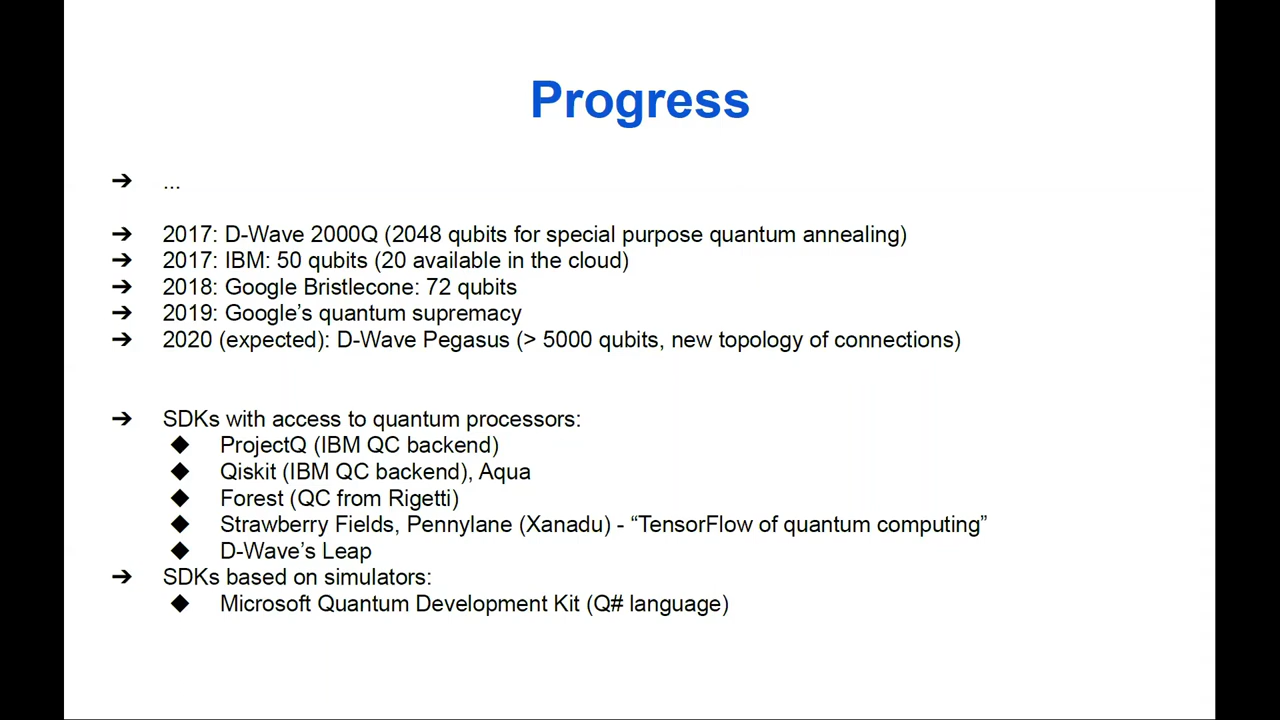 Progress
➔ ...
➔ 2017: D-Wave 2000Q (2048 qubits for special purpose quantum annealing)
➔ 2017: IBM: 50 qubits (20 available in the cloud)
➔ 2018: Google Bristlecone: 72 qubits
➔ 2019: Google’s quantum supremacy
➔ 2020 (expected): D-Wave Pegasus (> 5000 qubits, new topology of connections)
➔ SDKs with access to quantum processors:
◆ ProjectQ (IBM QC backend)
◆ Qiskit (IBM QC backend), Aqua
◆ Forest (QC from Rigetti)
◆ Strawberry Fields, Pennylane (Xanadu) - “TensorFlow of quantum computing”
◆ D-Wave’s Leap
➔ SDKs based on simulators:
◆ Microsoft Quantum Development Kit (Q# language)